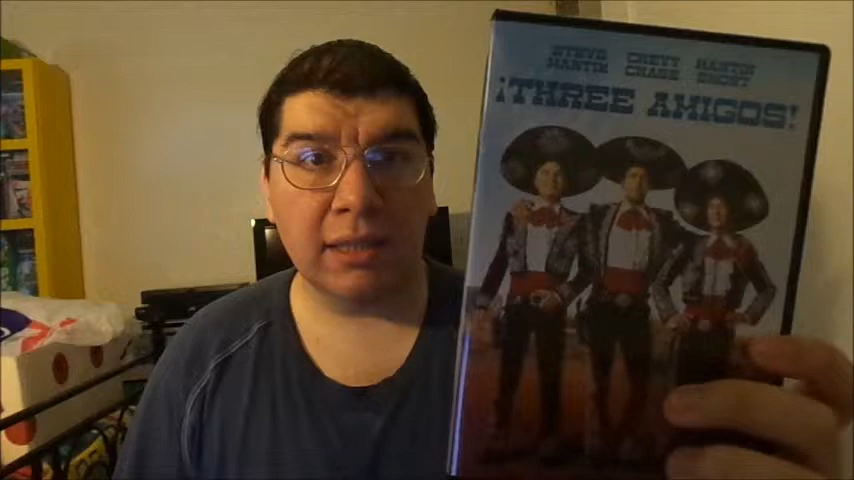 STEVE MARTIN CHEVY CHASE MARTIN SHORT
¡THREE AMIGOS!